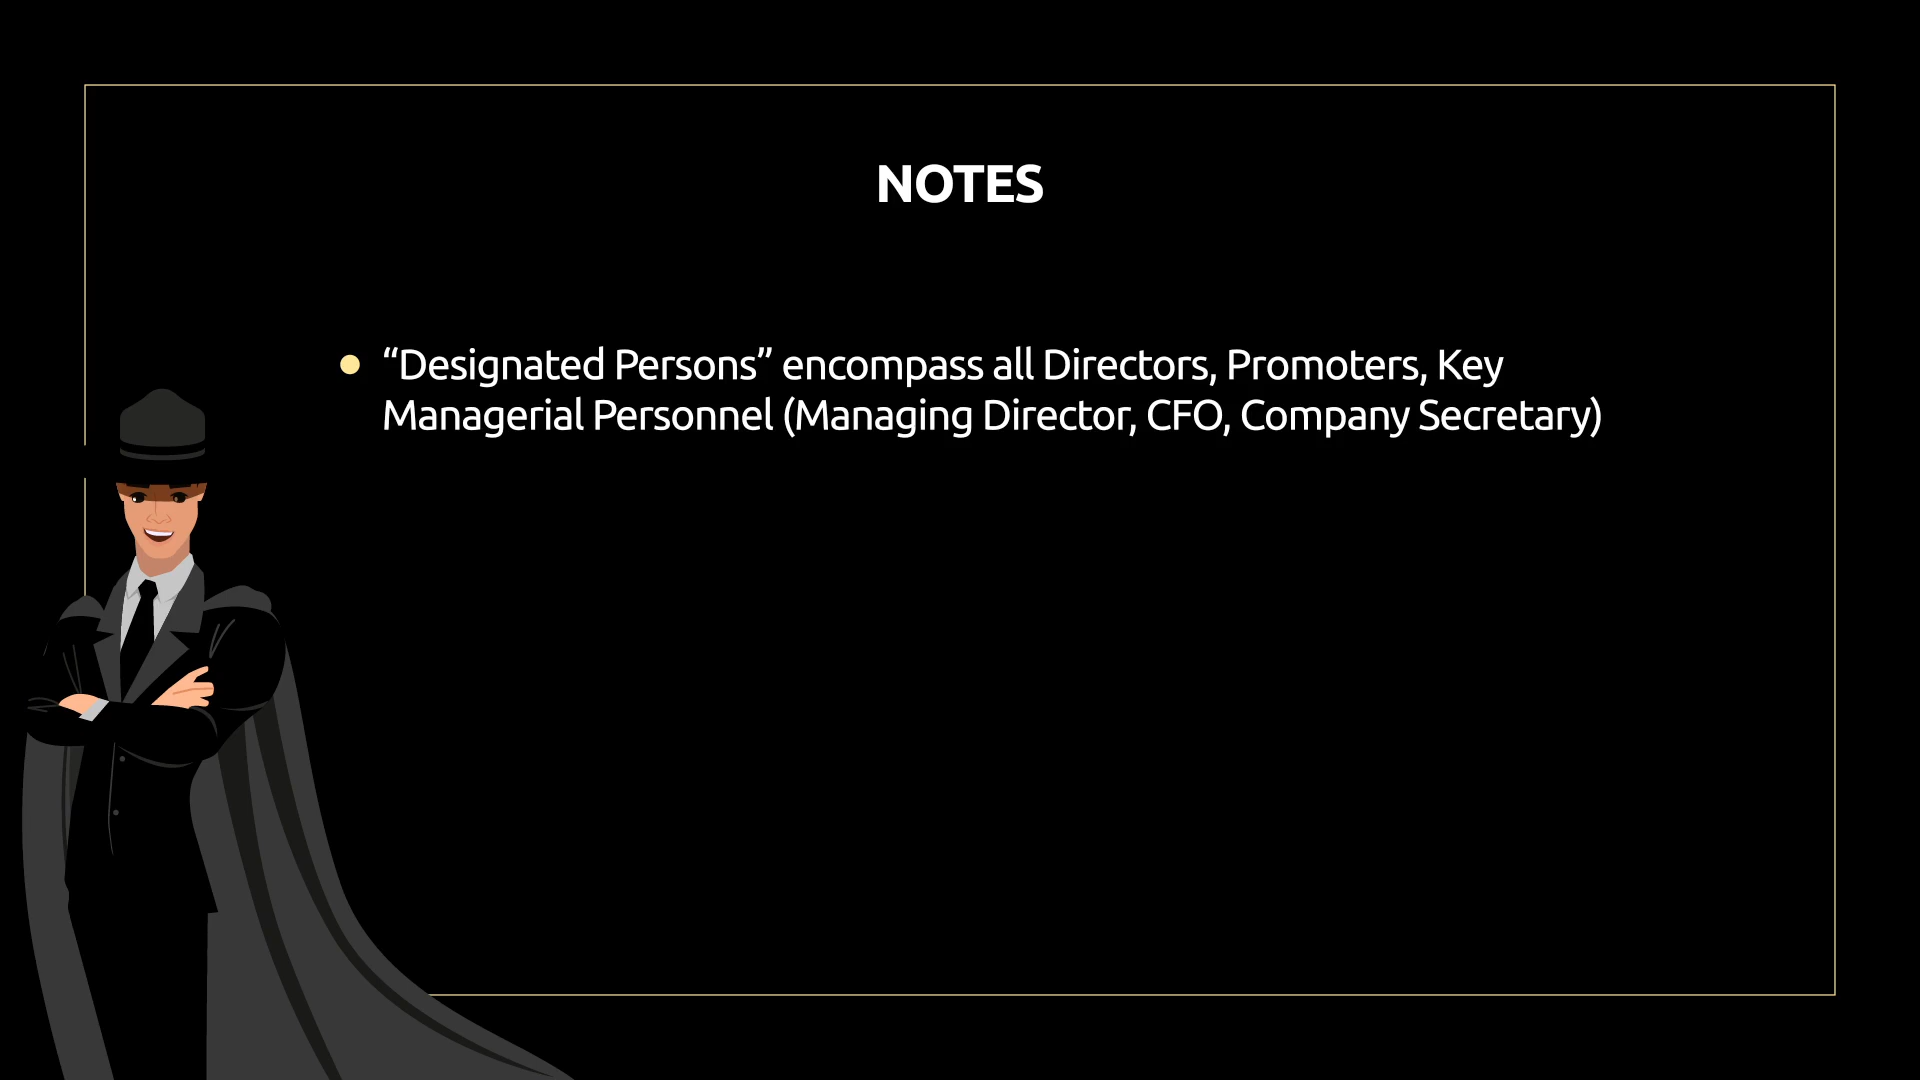 NOTES
“Designated Persons” encompass all Directors, Promoters, Key
Managerial Personnel (Managing Director, CFO, Company Secretary)